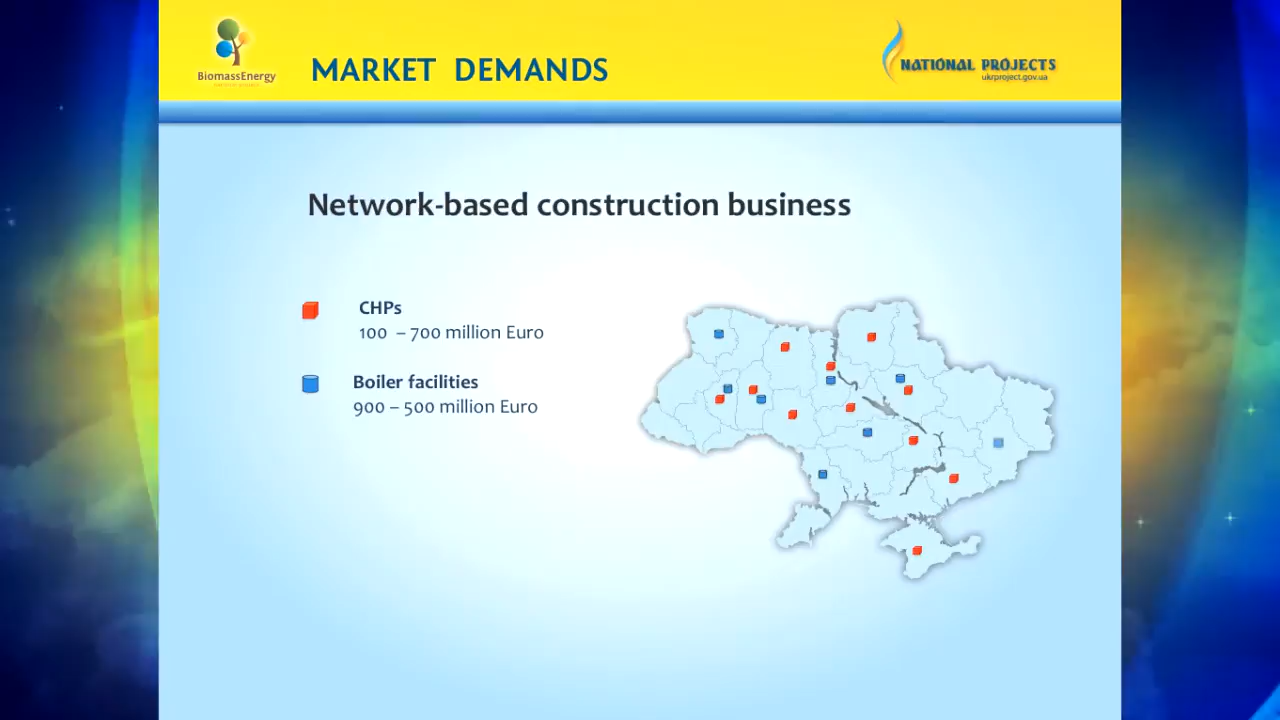 BiomassEnergy
MARKET DEMANDS
NATIONAL PROJECTS
ukrproject.gov.ua
Network-based construction business
CHPs
100 – 700 million Euro
Boiler facilities
900 – 500 million Euro